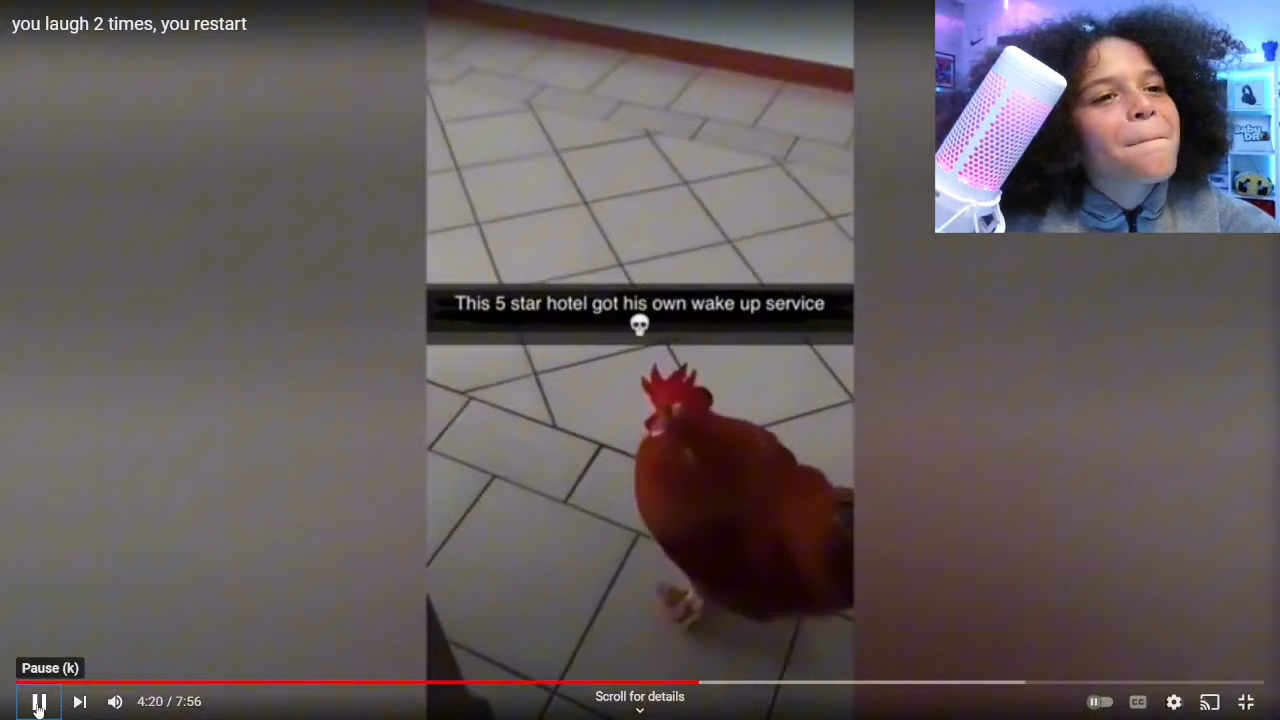 you laugh 2 times, you restart
This 5 star hotel got his own wake up service
💀
Pause (k)
4:20 / 7:56
Scroll for details
CC